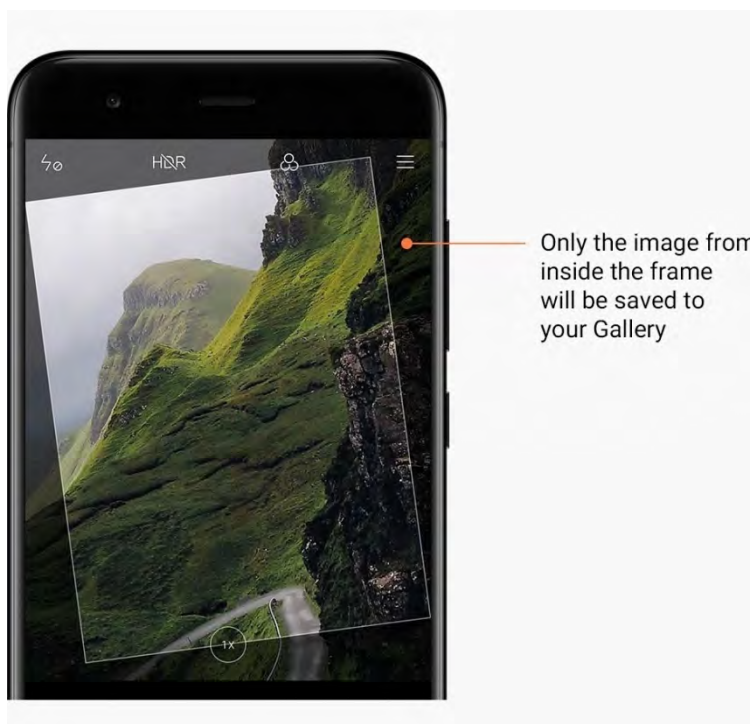 HDR
Only the image from
inside the frame
will be saved to
your Gallery
1X